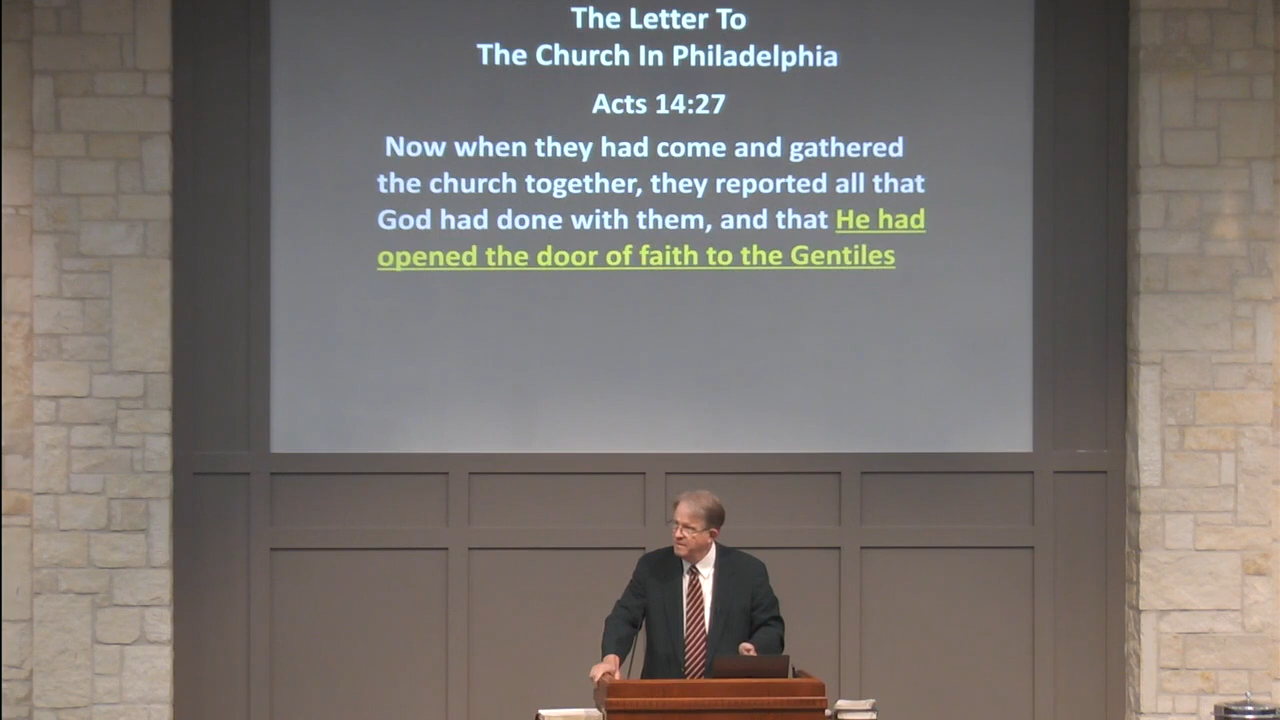 The Letter To
The Church In Philadelphia
Acts 14:27
Now when they had come and gathered
the church together, they reported all that
God had done with them, and that He had
opened the door of faith to the Gentiles